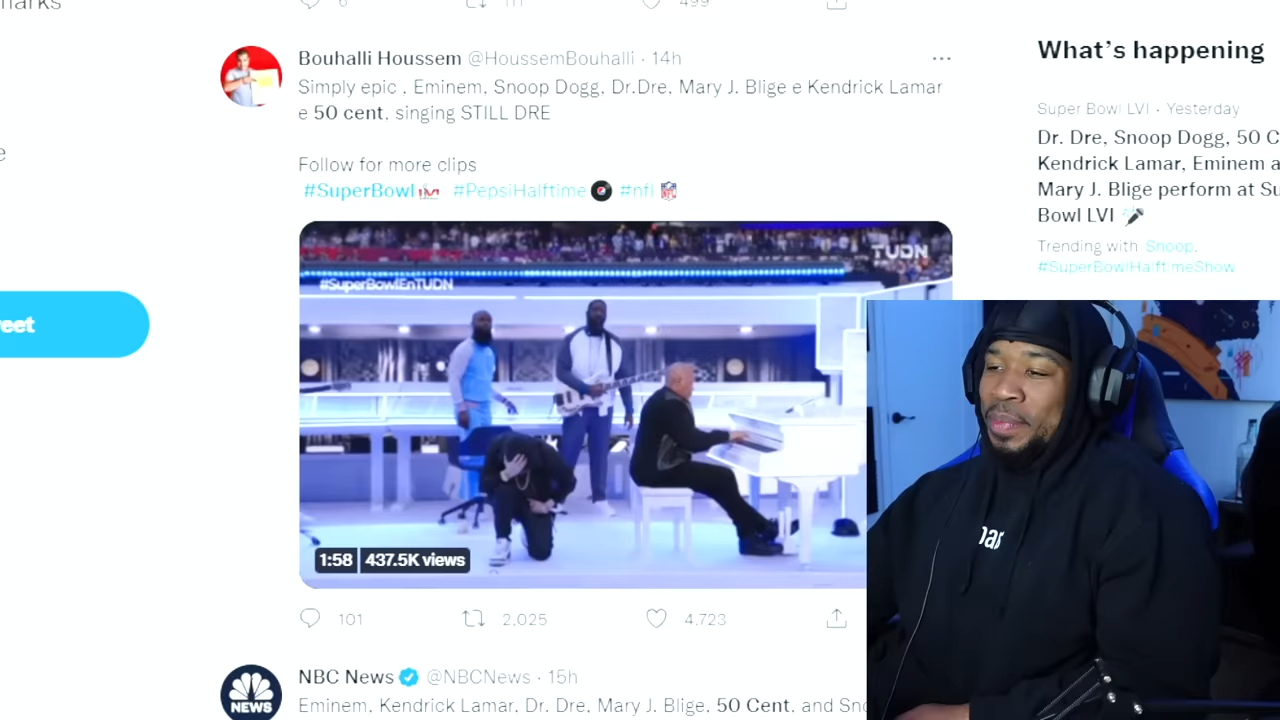 6
499
Bouhalli Houssem @HoussemBouhalli · 14h
Simply epic . Eminem, Snoop Dogg, Dr.Dre, Mary J. Blige e Kendrick Lamar
e 50 cent, singing STILL DRE
Follow for more clips
#SuperBowl #PepsiHalftime #nfl
TUDN
#SuperBowlEnTUDN
1:58 437.5K views
101 2,025 4,723
NBC News @NBCNews · 15h
NEWS
Eminem, Kendrick Lamar, Dr. Dre, Mary J. Blige, 50 Cent, and Sno
What's happening
Super Bowl LVI · Yesterday
Dr. Dre, Snoop Dogg, 50 C
Kendrick Lamar, Eminem a
Mary J. Blige perform at Su
Bowl LVI
Trending with Snoop,
#SuperBowlHalftimeShow